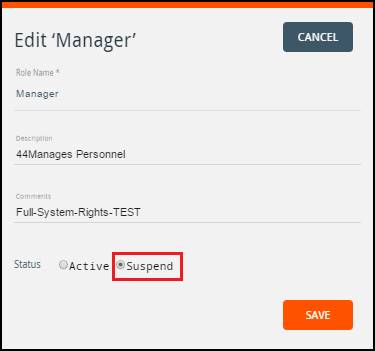 Edit ‘Manager’
CANCEL
Role Name *
Manager
Description
44Manages Personnel
Comments
Full-System-Rights-TEST
Status Active Suspend
SAVE